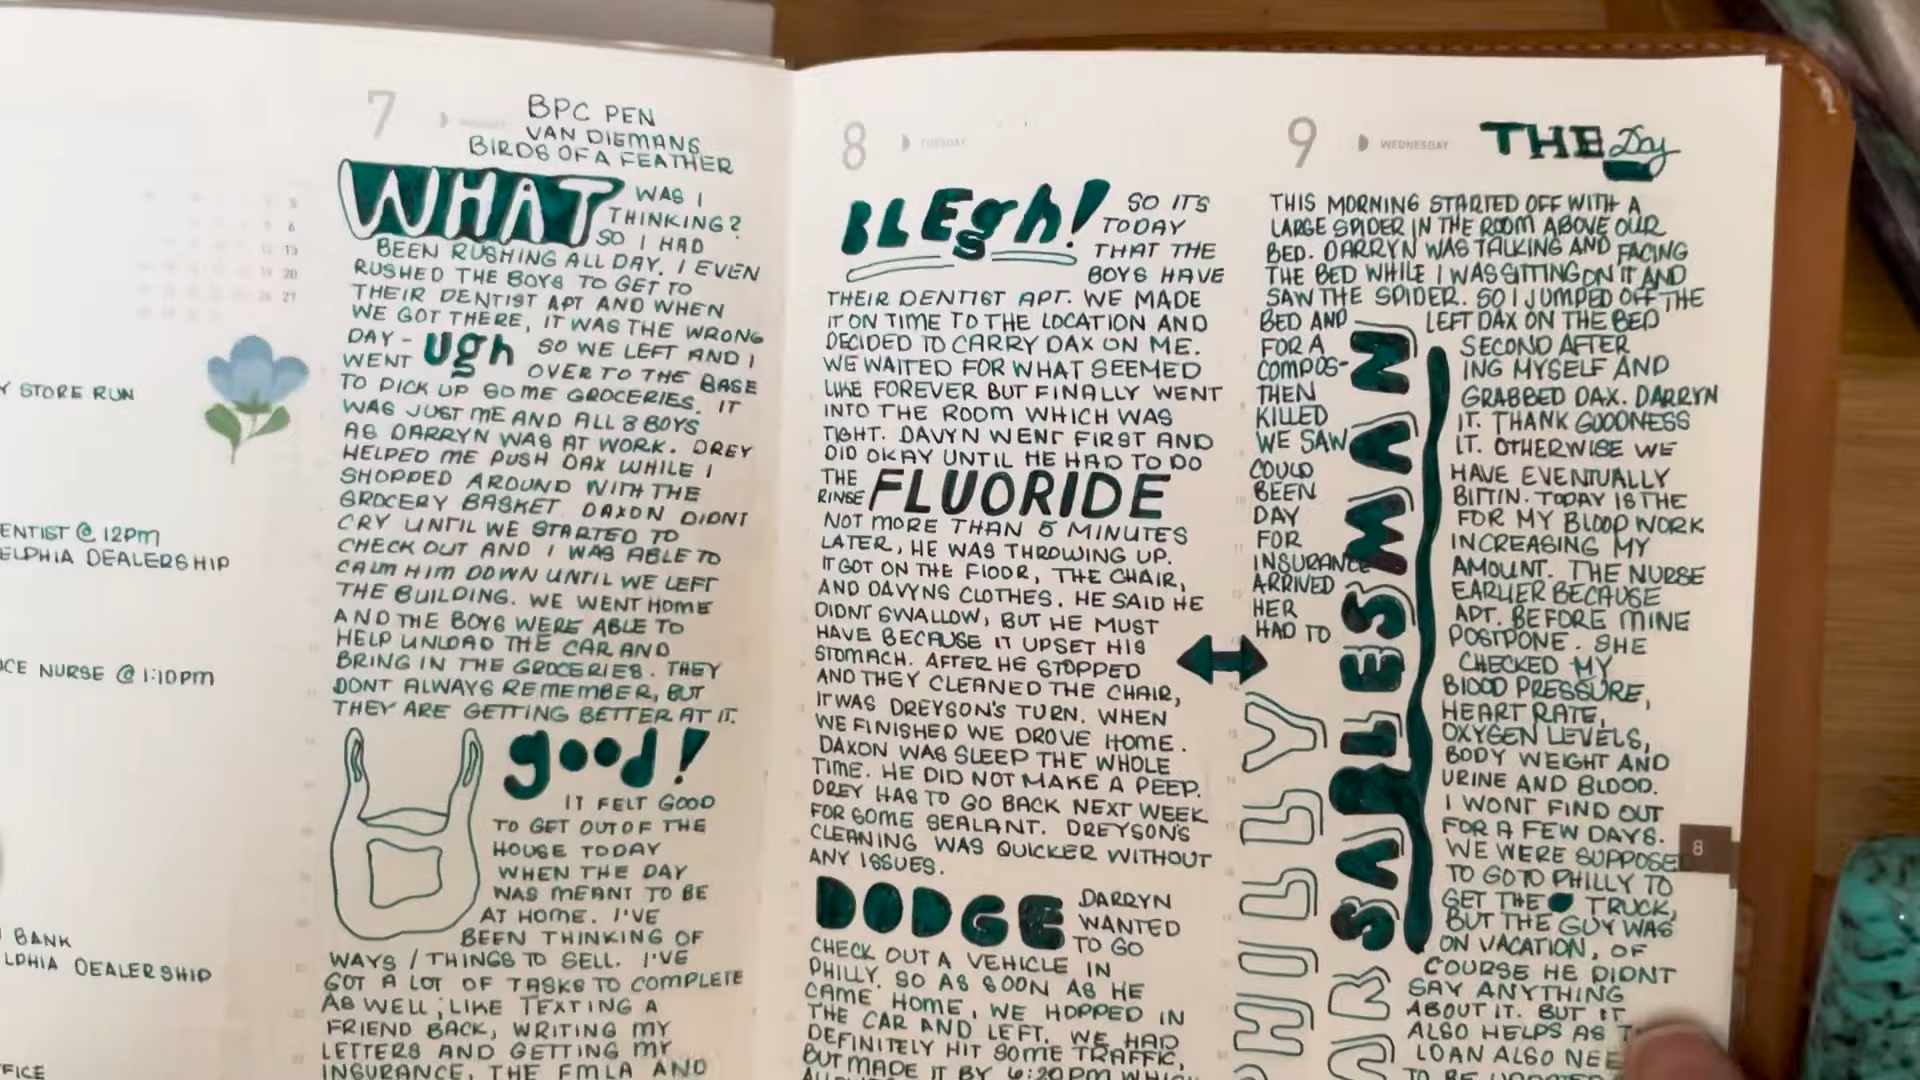 Y STORE RUN
ENTIST @ 12PM
ELPHIA DEALERSHIP
CE NURSE @ 1:10PM
BANK
LPHIA DEALERSHIP
FFICE
7
BPC PEN
VAN DIEMANS
BIRDS OF A FEATHER
WHAT WAS I
THINKING?
SO I HAD
BEEN RUSHING ALL DAY. I EVEN
RUSHED THE BOYS TO GET TO
THEIR DENTIST APT AND WHEN
WE GOT THERE, IT WAS THE WRONG
DAY - ugh SO WE LEFT AND I
WENT OVER TO THE BASE
TO PICK UP SOME GROCERIES. IT
WAS JUST ME AND ALL 3 BOYS
AS DARRYN WAS AT WORK. DREY
HELPED ME PUSH DAX WHILE I
SHOPPED AROUND WITH THE
GROCERY BASKET. DAXON DIDNT
CRY UNTIL WE STARTED TO
CHECK OUT AND I WAS ABLE TO
CALM HIM DOWN UNTIL WE LEFT
THE BUILDING. WE WENT HOME
AND THE BOYS WERE ABLE TO
HELP UNLOAD THE CAR AND
BRING IN THE GROCERIES. THEY
DONT ALWAYS REMEMBER, BUT
THEY ARE GETTING BETTER AT IT.
good!
IT FELT GOOD
TO GET OUT OF THE
HOUSE TODAY
WHEN THE DAY
WAS MEANT TO BE
AT HOME. I'VE
BEEN THINKING OF
WAYS / THINGS TO SELL. I'VE
GOT A LOT OF TASKS TO COMPLETE
AS WELL; LIKE TEXTING A
FRIEND BACK, WRITING MY
LETTERS AND GETTING MY
INSURANCE, THE FMLA AND
8 TUESDAY
BLEgh! SO ITS
TODAY
THAT THE
BOYS HAVE
THEIR DENTIST APT. WE MADE
IT ON TIME TO THE LOCATION AND
DECIDED TO CARRY DAX ON ME.
WE WAITED FOR WHAT SEEMED
LIKE FOREVER BUT FINALLY WENT
INTO THE ROOM WHICH WAS
TIGHT. DAVYN WENT FIRST AND
DID OKAY UNTIL HE HAD TO DO
THE
RINSE FLUORIDE
NOT MORE THAN 5 MINUTES
LATER, HE WAS THROWING UP.
IT GOT ON THE FLOOR, THE CHAIR,
AND DAVYNS CLOTHES. HE SAID HE
DIDNT SWALLOW, BUT HE MUST
HAVE BECAUSE IT UPSET HIS
STOMACH. AFTER HE STOPPED
AND THEY CLEANED THE CHAIR,
IT WAS DREYSON'S TURN. WHEN
WE FINISHED WE DROVE HOME.
DAXON WAS SLEEP THE WHOLE
TIME. HE DID NOT MAKE A PEEP.
DREY HAS TO GO BACK NEXT WEEK
FOR SOME SEALANT. DREYSON'S
CLEANING WAS QUICKER WITHOUT
ANY ISSUES.
DODGE DARRYN
WANTED
TO GO
CHECK OUT A VEHICLE IN
PHILLY. SO AS SOON AS HE
CAME HOME, WE HOPPED IN
THE CAR AND LEFT. WE HAD
DEFINITELY HIT SOME TRAFFIC,
BUT MADE IT BY 6:20PM WHICH
9 WEDNESDAY THE Day
THIS MORNING STARTED OFF WITH A
LARGE SPIDER IN THE ROOM ABOVE OUR
BED. DARRYN WAS TALKING AND FACING
THE BED WHILE I WAS SITTING ON IT AND
SAW THE SPIDER. SO I JUMPED OFF THE
BED AND LEFT DAX ON THE BED
FOR A SECOND AFTER
COMPOS- ING MYSELF AND
THEN GRABBED DAX. DARRYN
KILLED IT. THANK GOODNESS
WE SAW IT. OTHERWISE WE
COULD HAVE EVENTUALLY
BEEN BITTIN. TODAY IS THE
DAY FOR MY BLOOD WORK
FOR INCREASING MY
INSURANCE AMOUNT. THE NURSE
ARRIVED EARLIER BECAUSE
HER APT. BEFORE MINE
HAD TO POSTPONE. SHE
CHECKED MY
BLOOD PRESSURE,
HEART RATE,
OXYGEN LEVELS,
BODY WEIGHT AND
URINE AND BLOOD.
I WONT FIND OUT
FOR A FEW DAYS.
WE WERE SUPPOSE
TO GO TO PHILLY TO
GET THE TRUCK,
BUT THE GUY WAS
ON VACATION, OF
COURSE HE DIDNT
SAY ANYTHING
ABOUT IT. BUT IT
ALSO HELPS AS T
LOAN ALSO NEE
TO BE UPDATED
SALESMAN
PHILLY
8